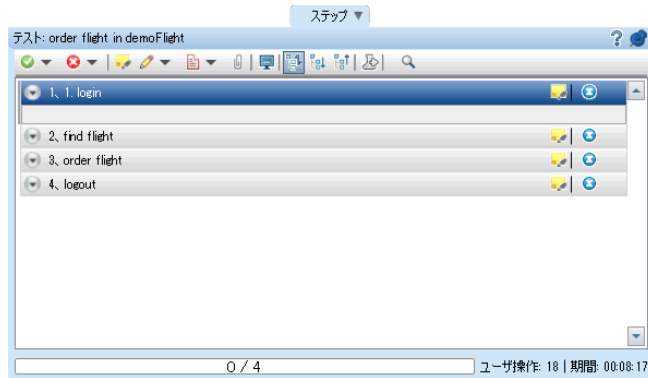 ステップ ▼
テスト: order flight in demoFlight
1、1. login
2、find flight
3、order flight
4、logout
0 / 4
ユーザ操作: 18 | 期間: 00:08:17